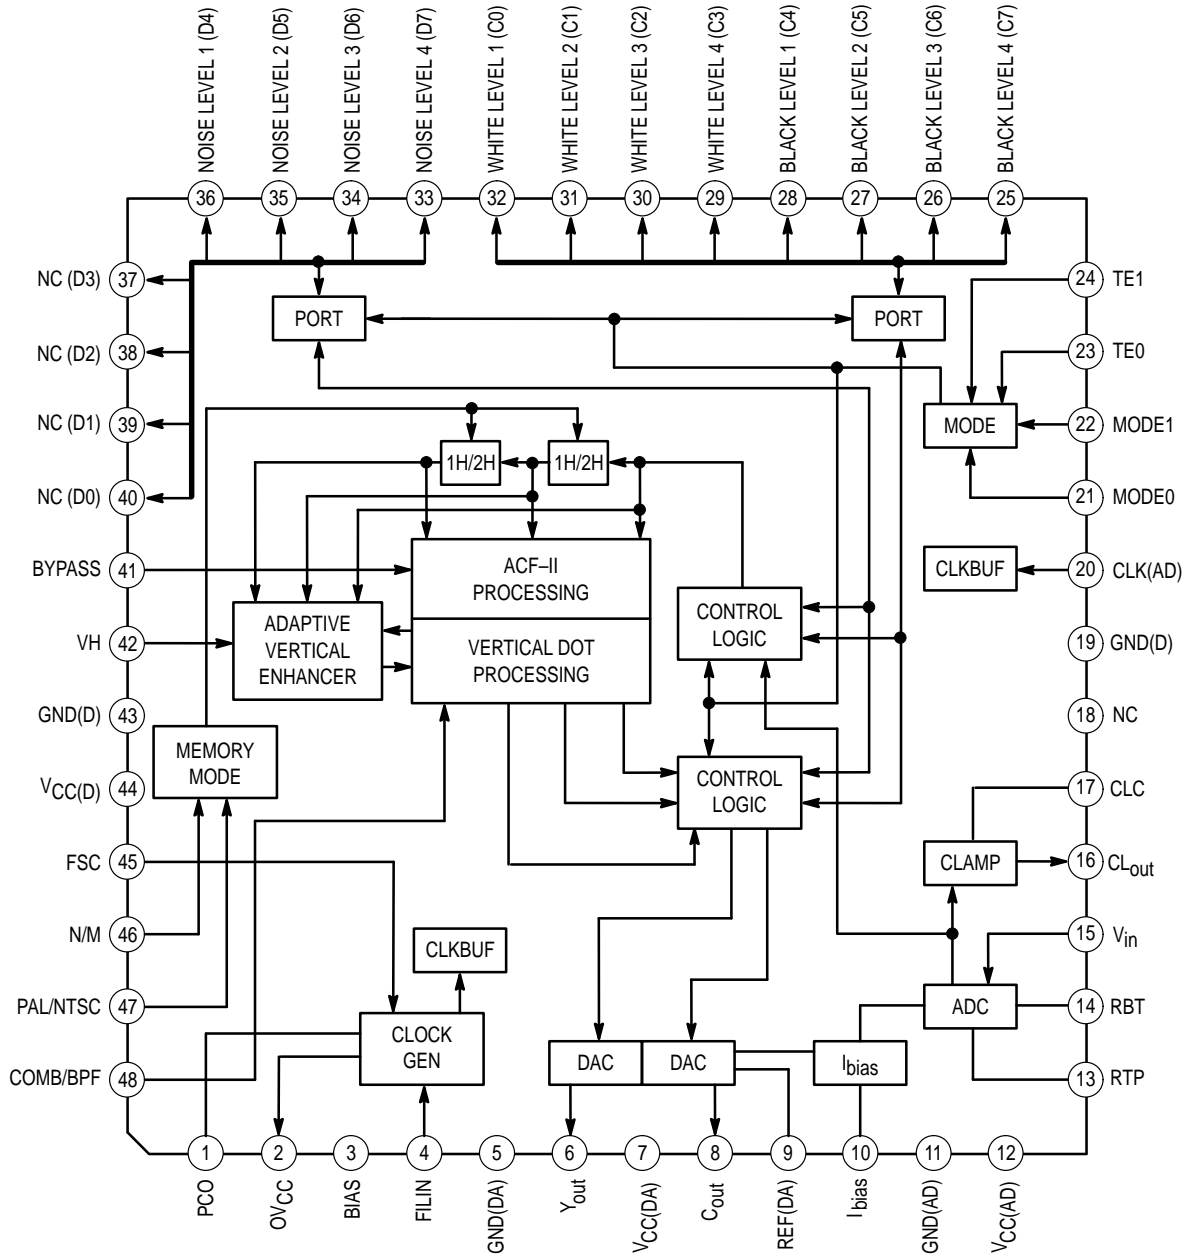 NOISE LEVEL 1 (D4)
NOISE LEVEL 2 (D5)
NOISE LEVEL 3 (D6)
NOISE LEVEL 4 (D7)
WHITE LEVEL 1 (C0)
WHITE LEVEL 2 (C1)
WHITE LEVEL 3 (C2)
WHITE LEVEL 4 (C3)
BLACK LEVEL 1 (C4)
BLACK LEVEL 2 (C5)
BLACK LEVEL 3 (C6)
BLACK LEVEL 4 (C7)
36
35
34
33
32
31
30
29
28
27
26
25
NC (D3)
37
24
TE1
PORT
PORT
NC (D2)
38
23
TE0
NC (D1)
39
MODE
22
MODE1
1H/2H
1H/2H
NC (D0)
40
21
MODE0
BYPASS
41
ACF–II
PROCESSING
CLKBUF
20
CLK(AD)
ADAPTIVE
VERTICAL
ENHANCER
CONTROL
LOGIC
VH
42
VERTICAL DOT
PROCESSING
19
GND(D)
GND(D)
43
18
NC
MEMORY
MODE
CONTROL
LOGIC
VCC(D)
44
17
CLC
FSC
45
CLAMP
16
CLout
N/M
46
CLKBUF
15
Vin
PAL/NTSC
47
ADC
14
RBT
CLOCK
GEN
DAC
DAC
Ibias
COMB/BPF
48
13
RTP
1
2
3
4
5
6
7
8
9
10
11
12
PCO
OVCC
BIAS
FILIN
GND(DA)
Yout
VCC(DA)
Cout
REF(DA)
Ibias
GND(AD)
VCC(AD)